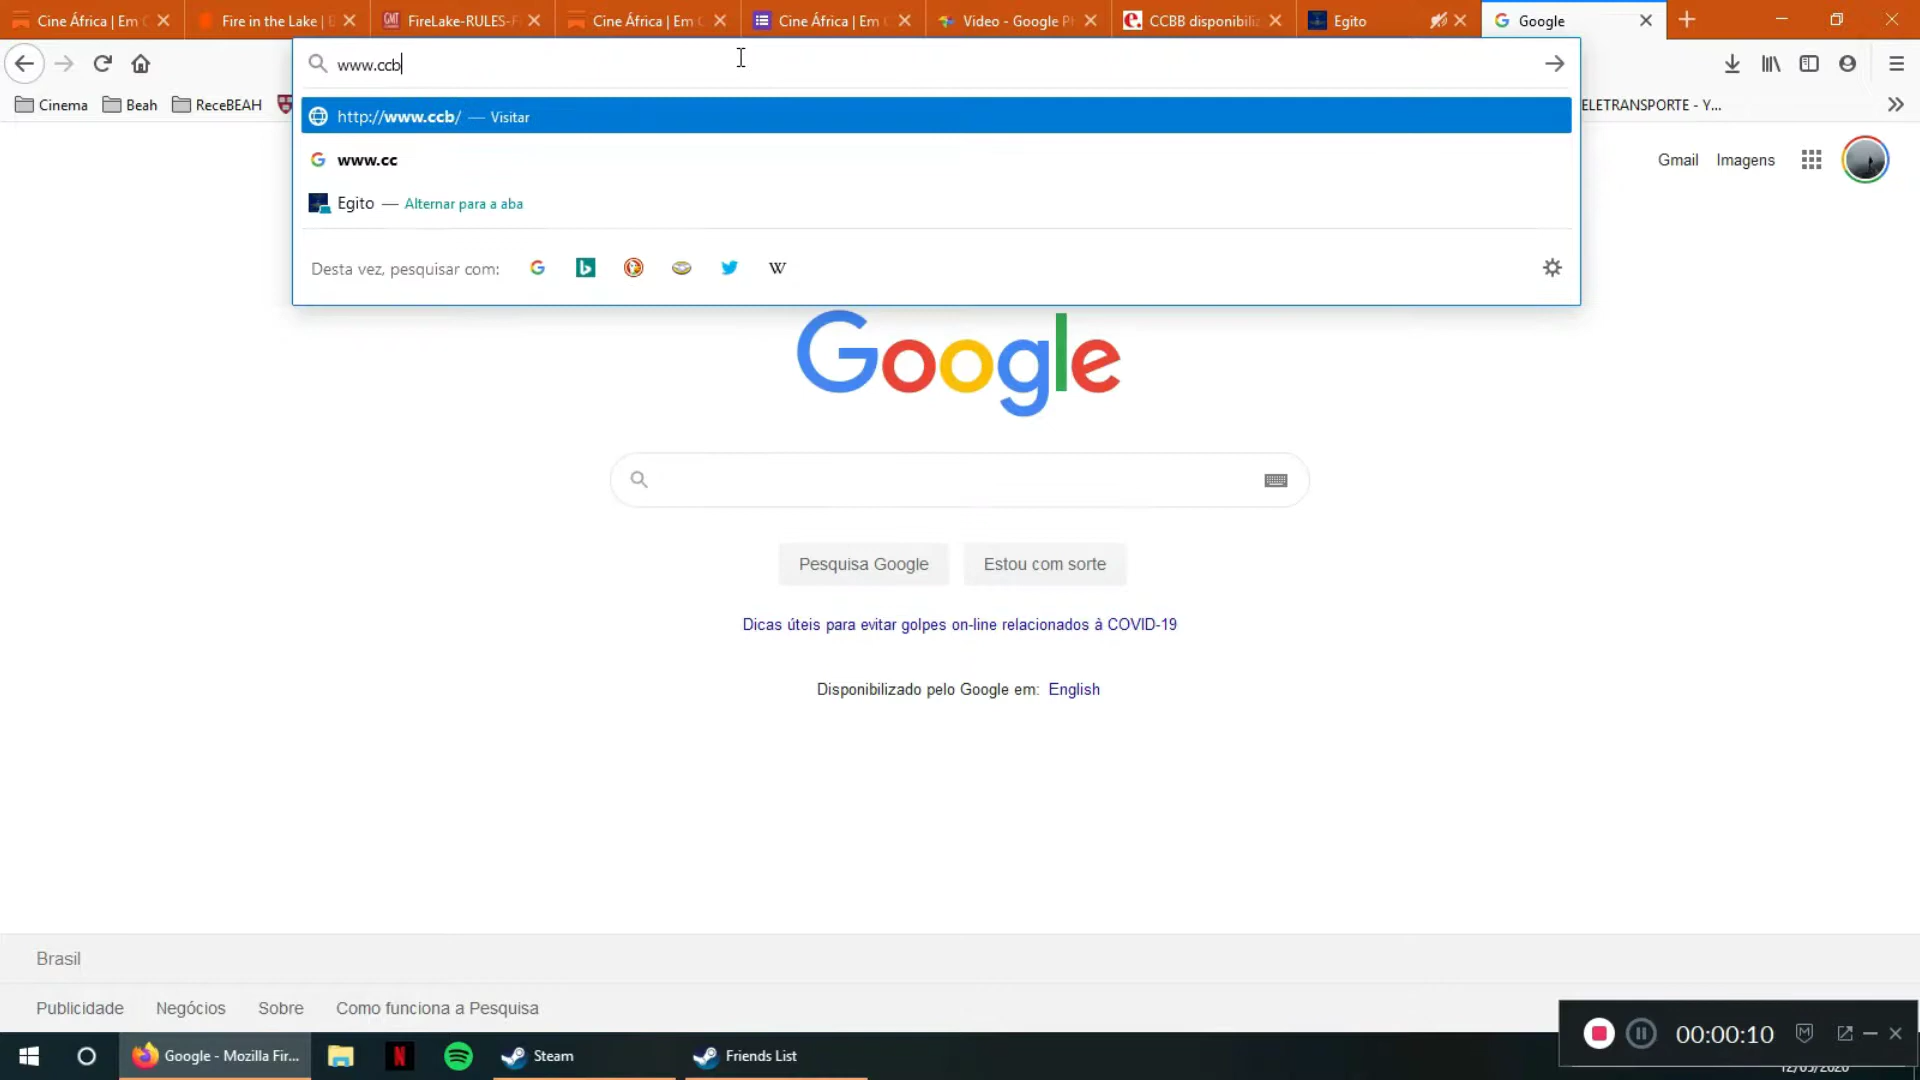 Cine África | Em C
Fire in the Lake | B
FireLake-RULES-F
Cine África | Em C
Cine África | Em C
Video - Google Ph
CCBB disponibiliz
Egito
Google
www.ccb
Cinema
Beah
ReceBEAH
ELETRANSPORTE - Y...
http://www.ccb/ — Visitar
www.cc
Egito — Alternar para a aba
Desta vez, pesquisar com:
W
Gmail
Imagens
Google
Pesquisa Google
Estou com sorte
Dicas úteis para evitar golpes on-line relacionados à COVID-19
Disponibilizado pelo Google em: English
Brasil
Publicidade
Negócios
Sobre
Como funciona a Pesquisa
Google - Mozilla Fir...
Steam
Friends List
00:00:10